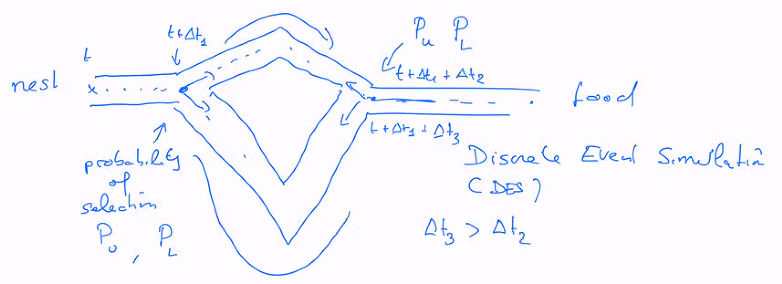 t
t+Δt₁
nest
probability
of
selection
P_U, P_L
P_U P_L
t+Δt₁+Δt₂
food
t+Δt₁+Δt₃
Discrete Event Simulation
(DES)
Δt₃ > Δt₂